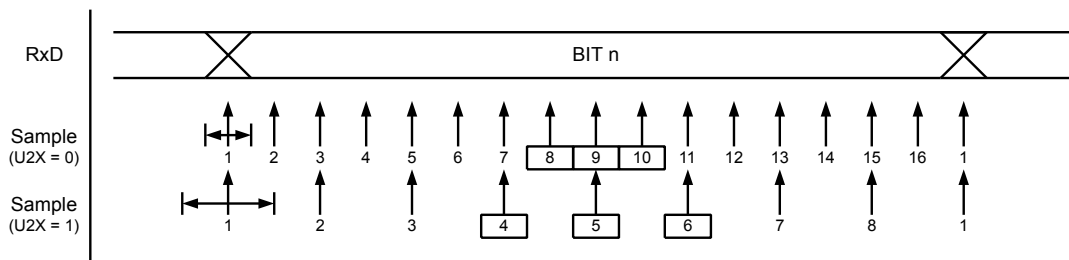 RxD
BIT n
Sample
(U2X = 0)
1 2 3 4 5 6 7 8 9 10 11 12 13 14 15 16 1
Sample
(U2X = 1)
1 2 3 4 5 6 7 8 1